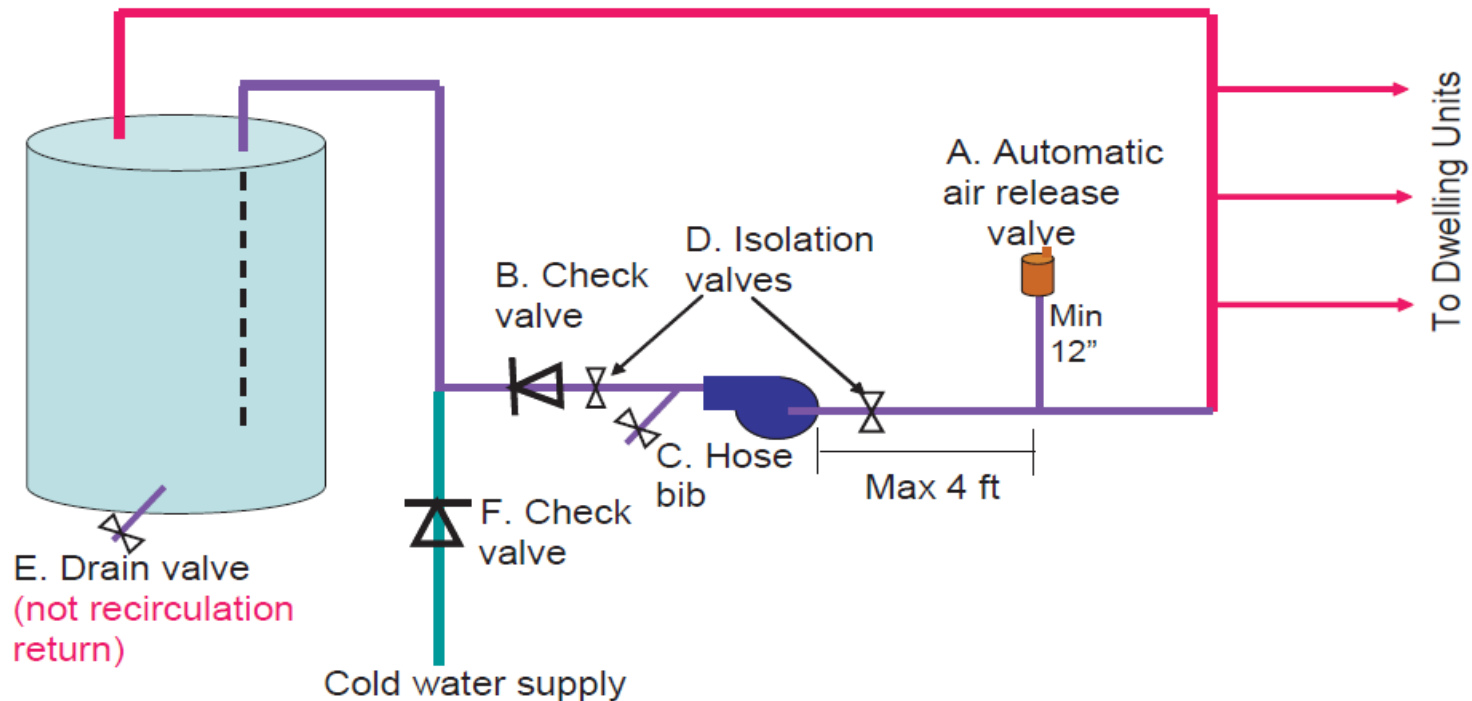 A. Automatic
air release
valve
Min
12”
D. Isolation
valves
B. Check
valve
C. Hose
bib
Max 4 ft
F. Check
valve
E. Drain valve
(not recirculation
return)
Cold water supply
To Dwelling Units